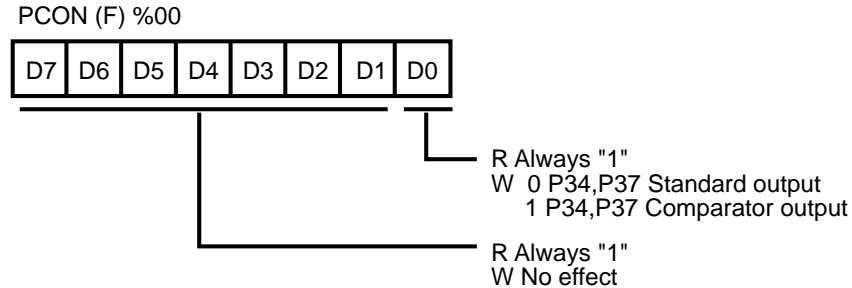 PCON (F) %00
D7 D6 D5 D4 D3 D2 D1 D0
R Always "1"
W 0 P34,P37 Standard output
1 P34,P37 Comparator output
R Always "1"
W No effect